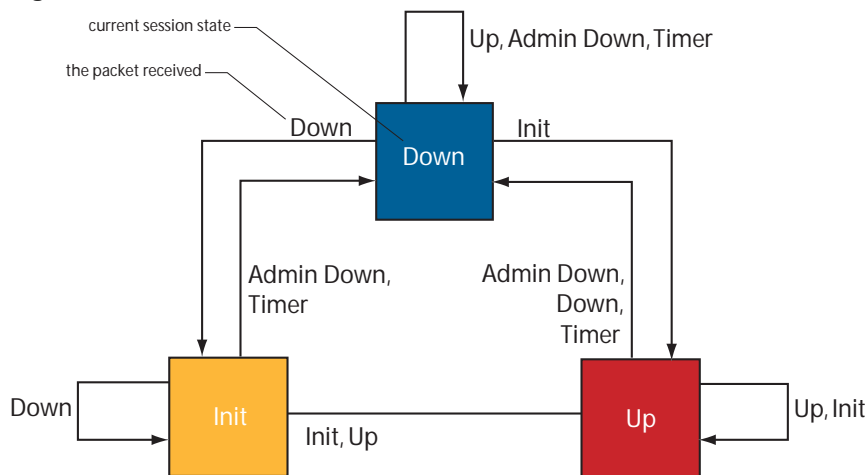 current session state
Up, Admin Down, Timer
the packet received
Down
Init
Down
Admin Down,
Timer
Admin Down,
Down,
Timer
Down
Init
Init, Up
Up
Up, Init